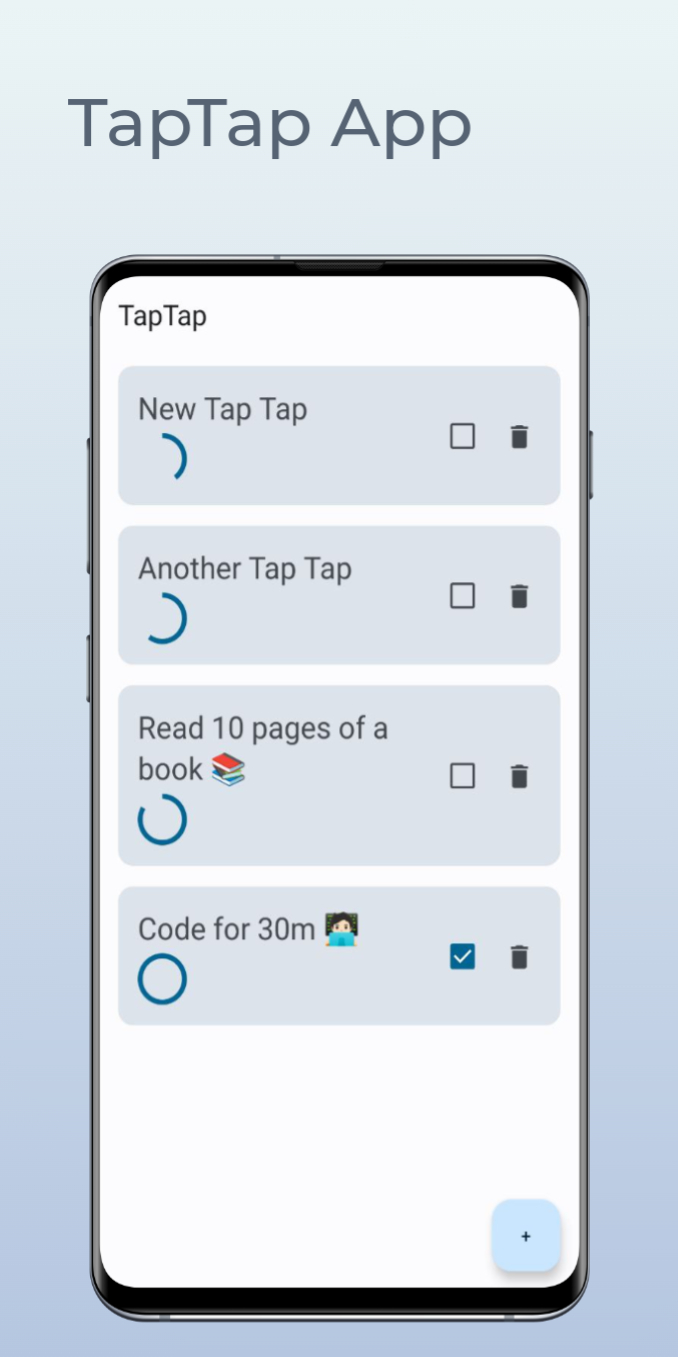 TapTap App
TapTap
New Tap Tap
Another Tap Tap
Read 10 pages of a
book 📚
Code for 30m 🧑🏻‍💻
+